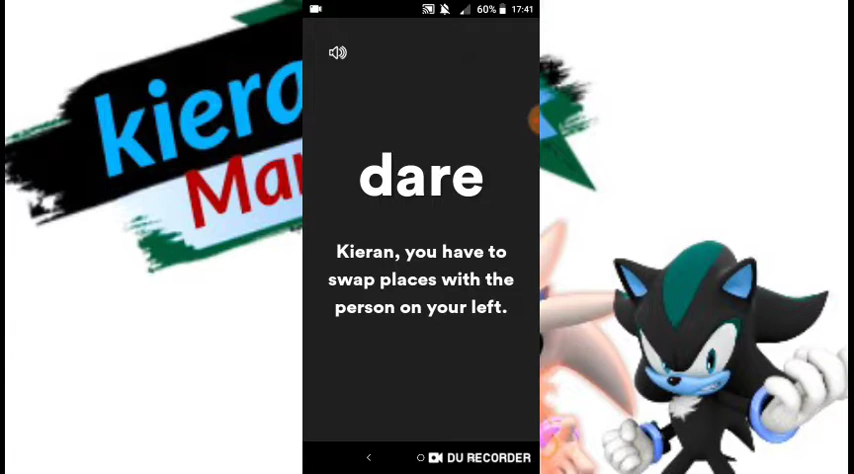 60% 17:41
kiera
Mar
dare
Kieran, you have to
swap places with the
person on your left.
DU RECORDER